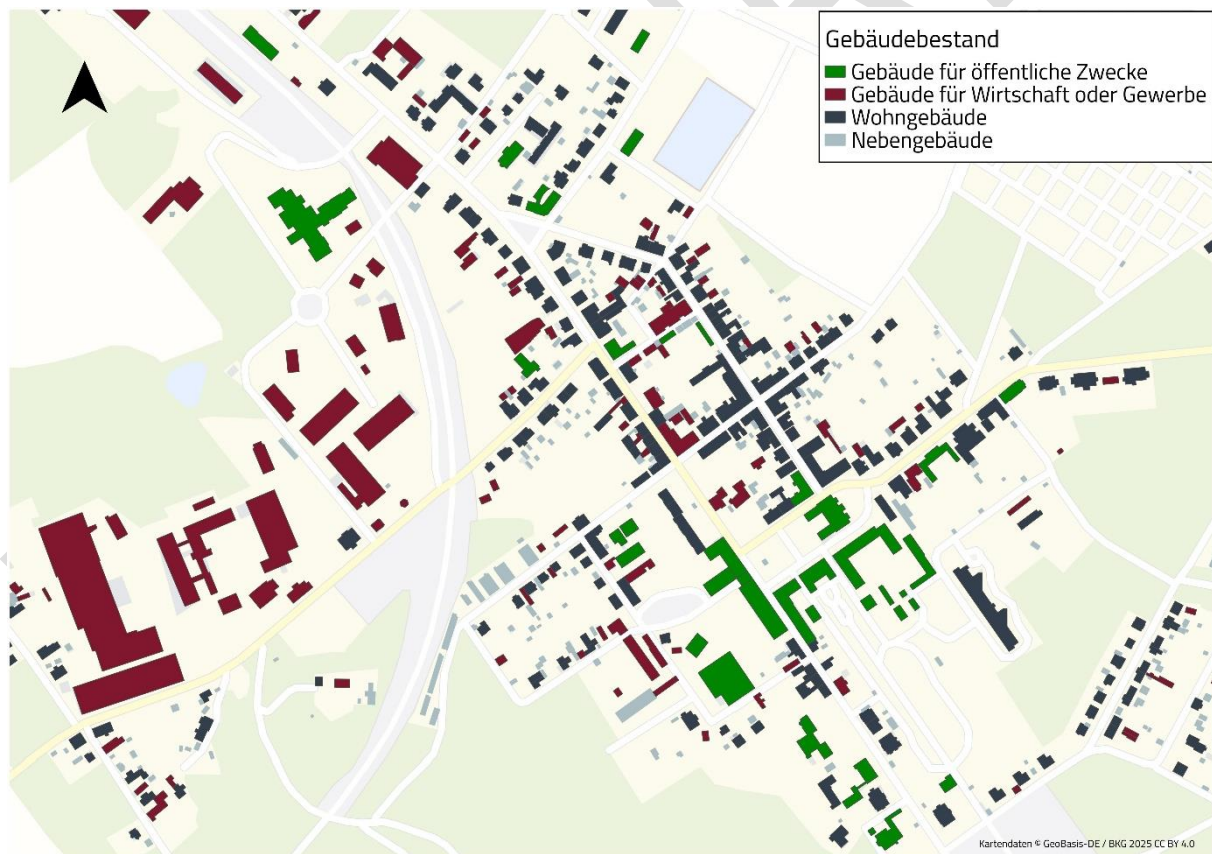 Gebäudebestand
Gebäude für öffentliche Zwecke
Gebäude für Wirtschaft oder Gewerbe
Wohngebäude
Nebengebäude
Kartendaten © GeoBasis-DE / BKG 2025 CC BY 4.0